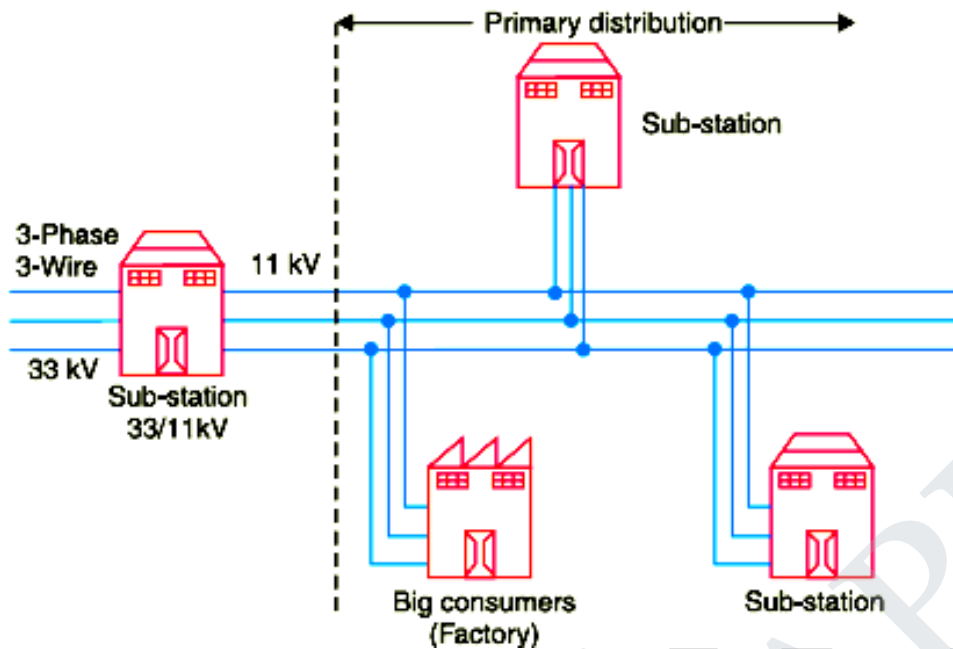 Primary distribution
Sub-station
3-Phase
3-Wire
11 kV
33 kV
Sub-station
33/11kV
Big consumers
(Factory)
Sub-station